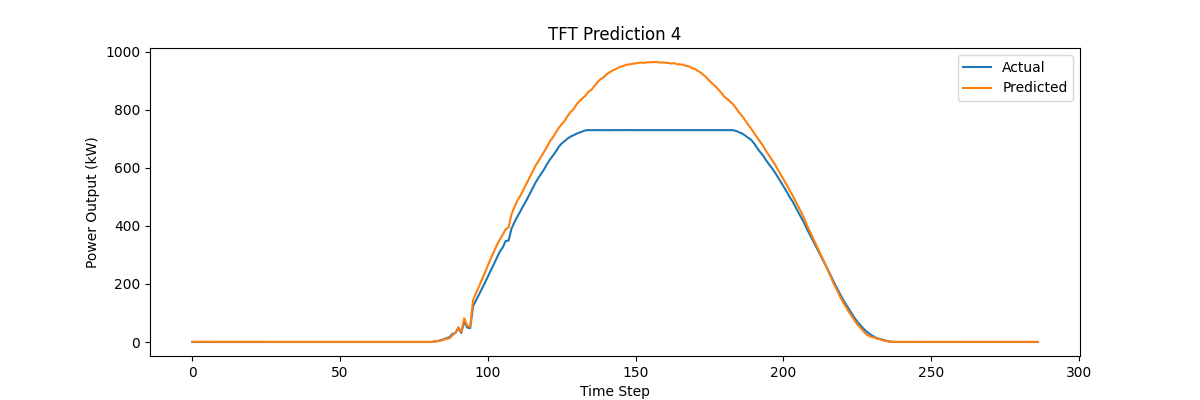 TFT Prediction 4
Actual
Predicted
Power Output (kW)
1000
800
600
400
200
0
0 50 100 150 200 250 300
Time Step